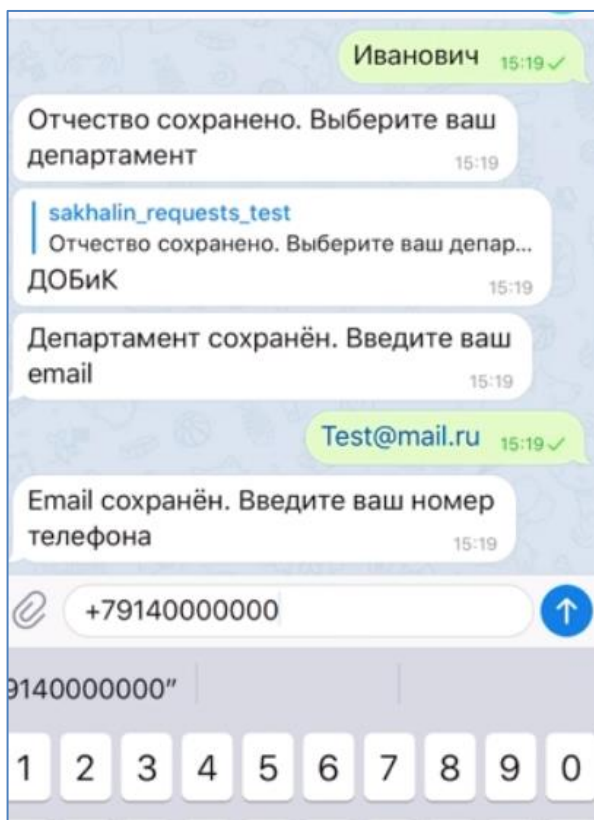 Иванович 15:19
Отчество сохранено. Выберите ваш
департамент 15:19
sakhalin_requests_test
Отчество сохранено. Выберите ваш депар...
ДОБиК 15:19
Департамент сохранён. Введите ваш
email 15:19
Test@mail.ru 15:19
Email сохранён. Введите ваш номер
телефона 15:19
+79140000000
9140000000”
1 2 3 4 5 6 7 8 9 0